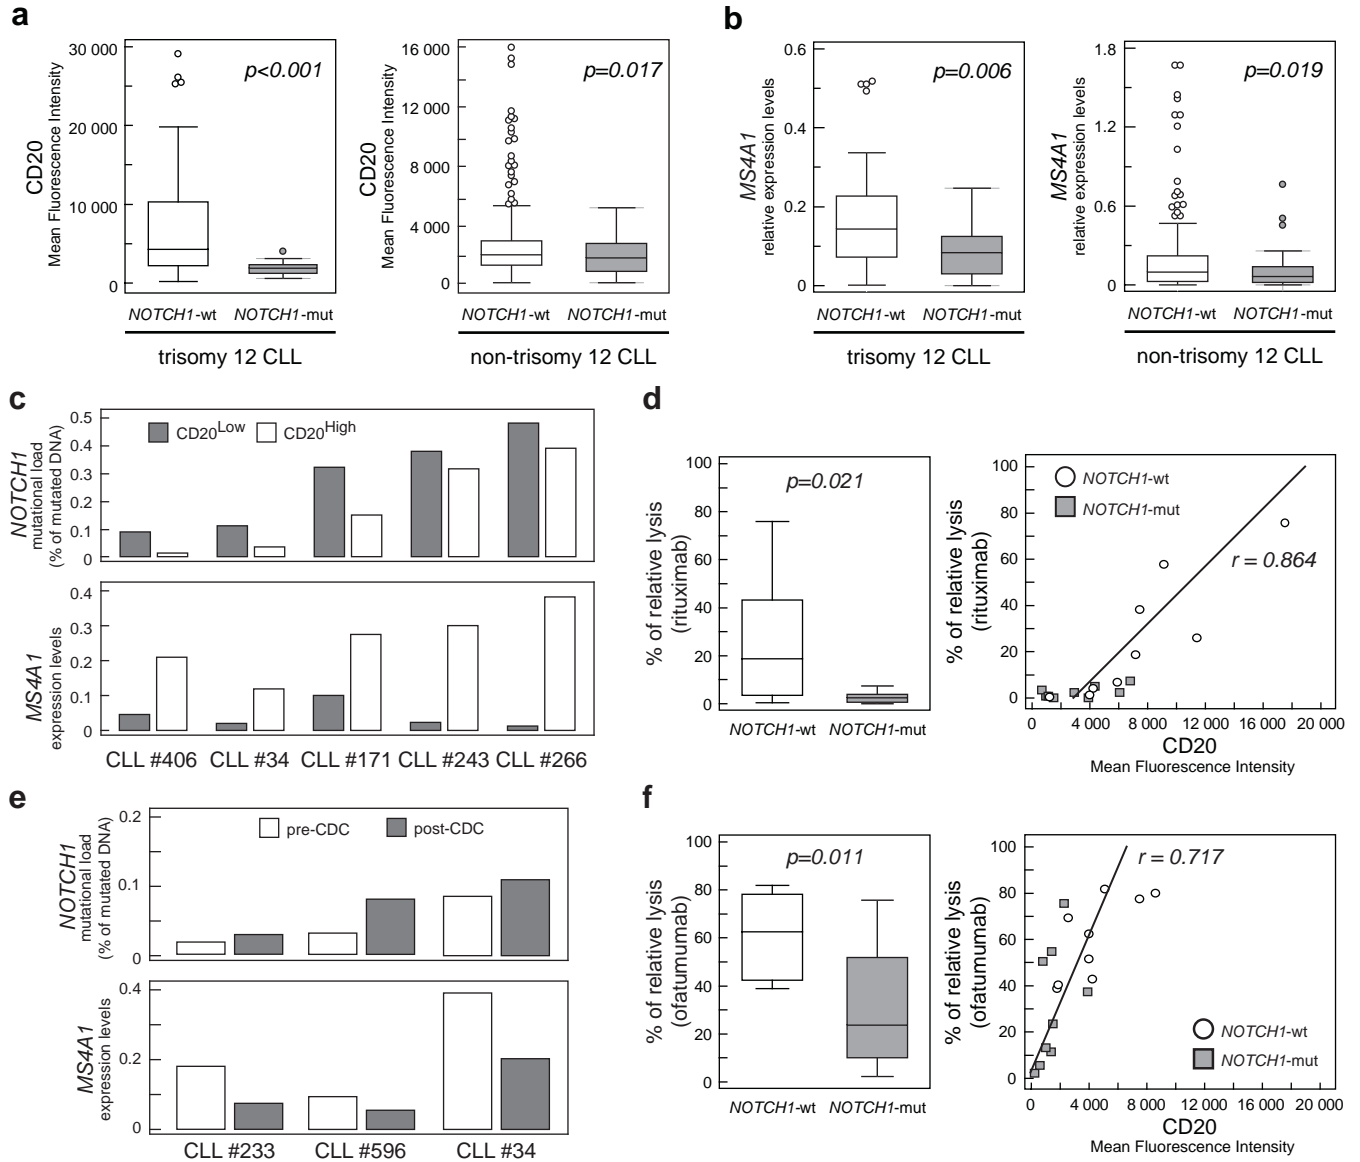 a
30 000
20 000
10 000
0
CD20
Mean Fluorescence Intensity
p<0.001
NOTCH1-wt NOTCH1-mut
trisomy 12 CLL
16 000
12 000
8 000
4 000
0
CD20
Mean Fluorescence Intensity
p=0.017
NOTCH1-wt NOTCH1-mut
non-trisomy 12 CLL
b
0.6
0.4
0.2
0
MS4A1
relative expression levels
p=0.006
NOTCH1-wt NOTCH1-mut
trisomy 12 CLL
1.8
1.2
0.6
0
MS4A1
relative expression levels
p=0.019
NOTCH1-wt NOTCH1-mut
non-trisomy 12 CLL
c
0.5
0.4
0.3
0.2
0.1
0
NOTCH1
mutational load
(% of mutated DNA)
CD20Low CD20High
0.4
0.3
0.2
0.1
0
MS4A1
expression levels
CLL #406 CLL #34 CLL #171 CLL #243 CLL #266
d
100
80
60
40
20
0
% of relative lysis
(rituximab)
p=0.021
NOTCH1-wt NOTCH1-mut
100
80
60
40
20
0
% of relative lysis
(rituximab)
NOTCH1-wt
NOTCH1-mut
r = 0.864
0 4 000 8 000 12 000 16 000 20 000
CD20
Mean Fluorescence Intensity
e
0.2
0.1
0
NOTCH1
mutational load
(% of mutated DNA)
pre-CDC post-CDC
0.4
0.2
0
MS4A1
expression levels
CLL #233 CLL #596 CLL #34
f
100
80
60
40
20
0
% of relative lysis
(ofatumumab)
p=0.011
NOTCH1-wt NOTCH1-mut
100
80
60
40
20
0
% of relative lysis
(ofatumumab)
r = 0.717
NOTCH1-wt
NOTCH1-mut
0 4 000 8 000 12 000 16 000 20 000
CD20
Mean Fluorescence Intensity